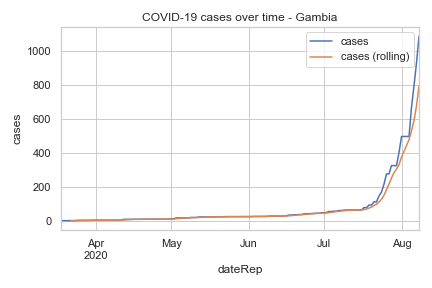 COVID-19 cases over time - Gambia
cases
cases (rolling)
1000
800
600
400
200
0
cases
Apr
2020
May
Jun
Jul
Aug
dateRep